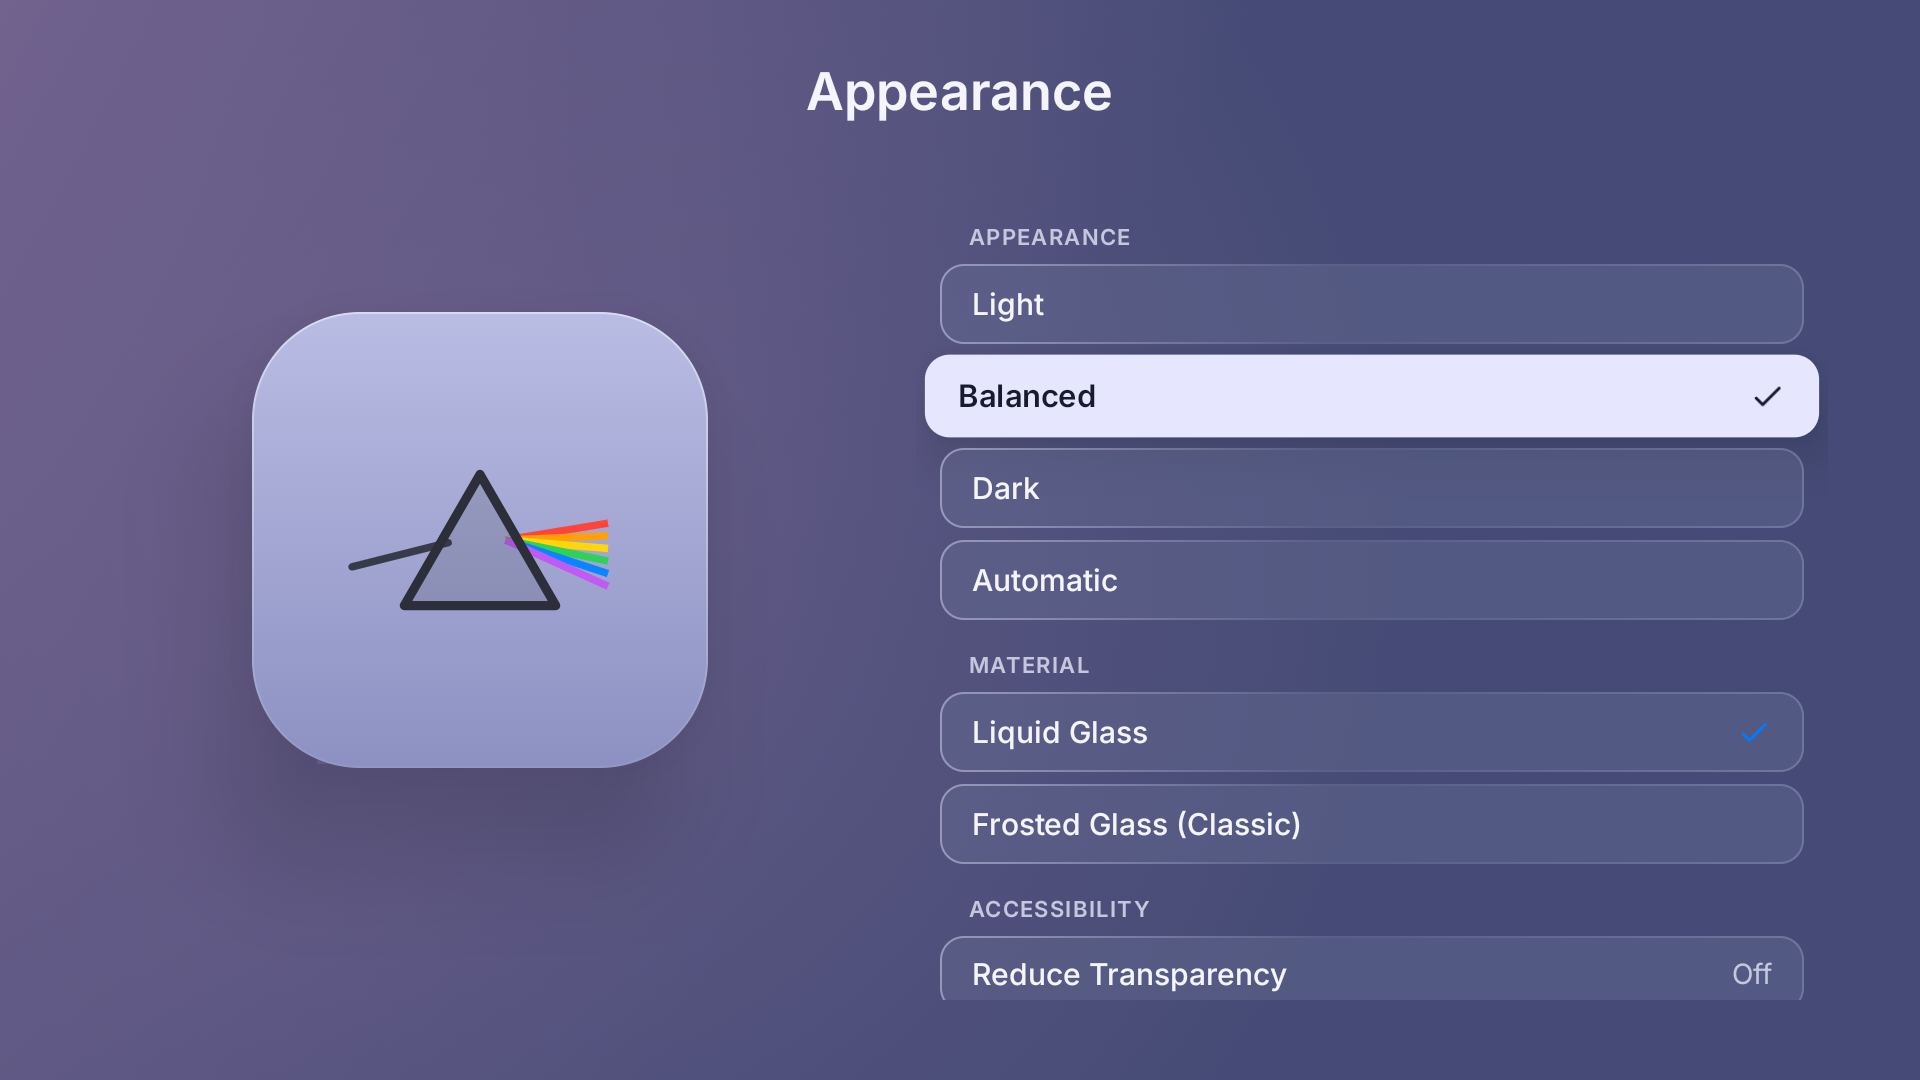 Appearance
APPEARANCE
Light
Balanced
Dark
Automatic
MATERIAL
Liquid Glass
Frosted Glass (Classic)
ACCESSIBILITY
Reduce Transparency Off